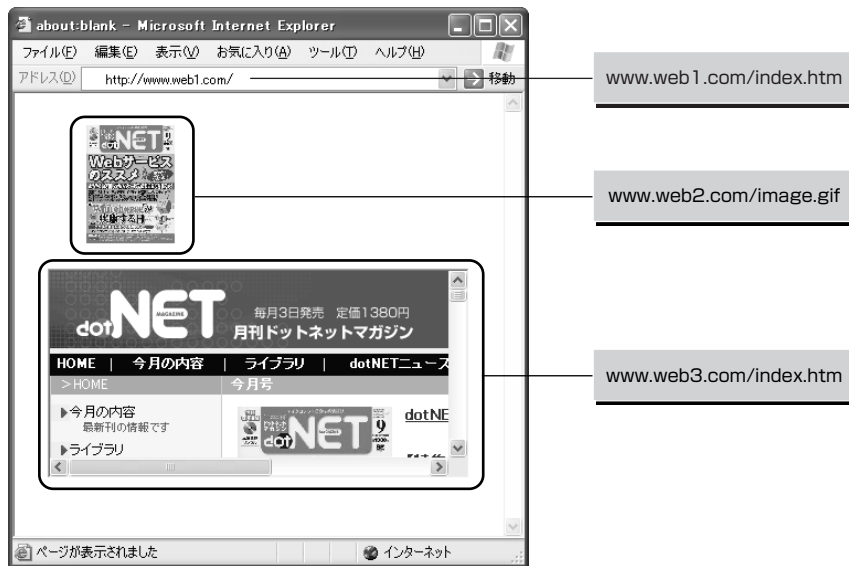 about:blank - Microsoft Internet Explorer
ファイル(F) 編集(E) 表示(V) お気に入り(A) ツール(T) ヘルプ(H)
アドレス(D) http://www.web1.com/ 移動
www.web1.com/index.htm
dotNET
Webサービス
のススメ
www.web2.com/image.gif
dotNET MAGAZINE
毎月3日発売 定価1380円
月刊ドットネットマガジン
HOME | 今月の内容 | ライブラリ | dotNETニュース
>HOME 今月号
www.web3.com/index.htm
▶今月の内容
最新刊の情報です
dotNET
9
dotNE
▶ライブラリ
ページが表示されました インターネット